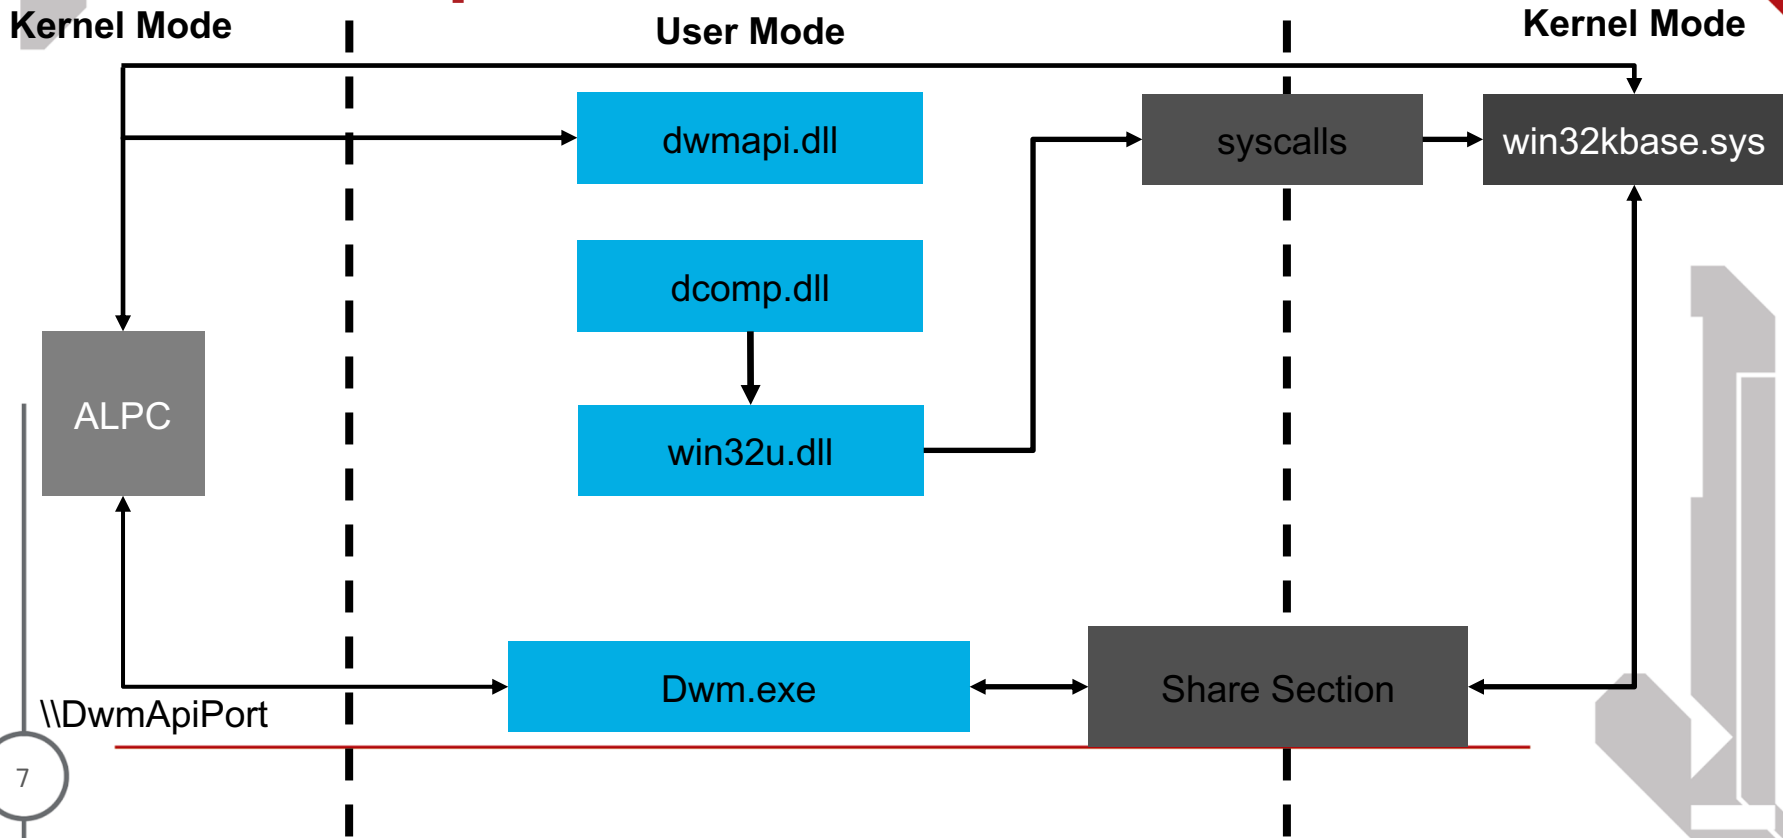 Kernel Mode
User Mode
Kernel Mode
dwmapi.dll
syscalls
win32kbase.sys
dcomp.dll
ALPC
win32u.dll
Dwm.exe
Share Section
\\DwmApiPort
7